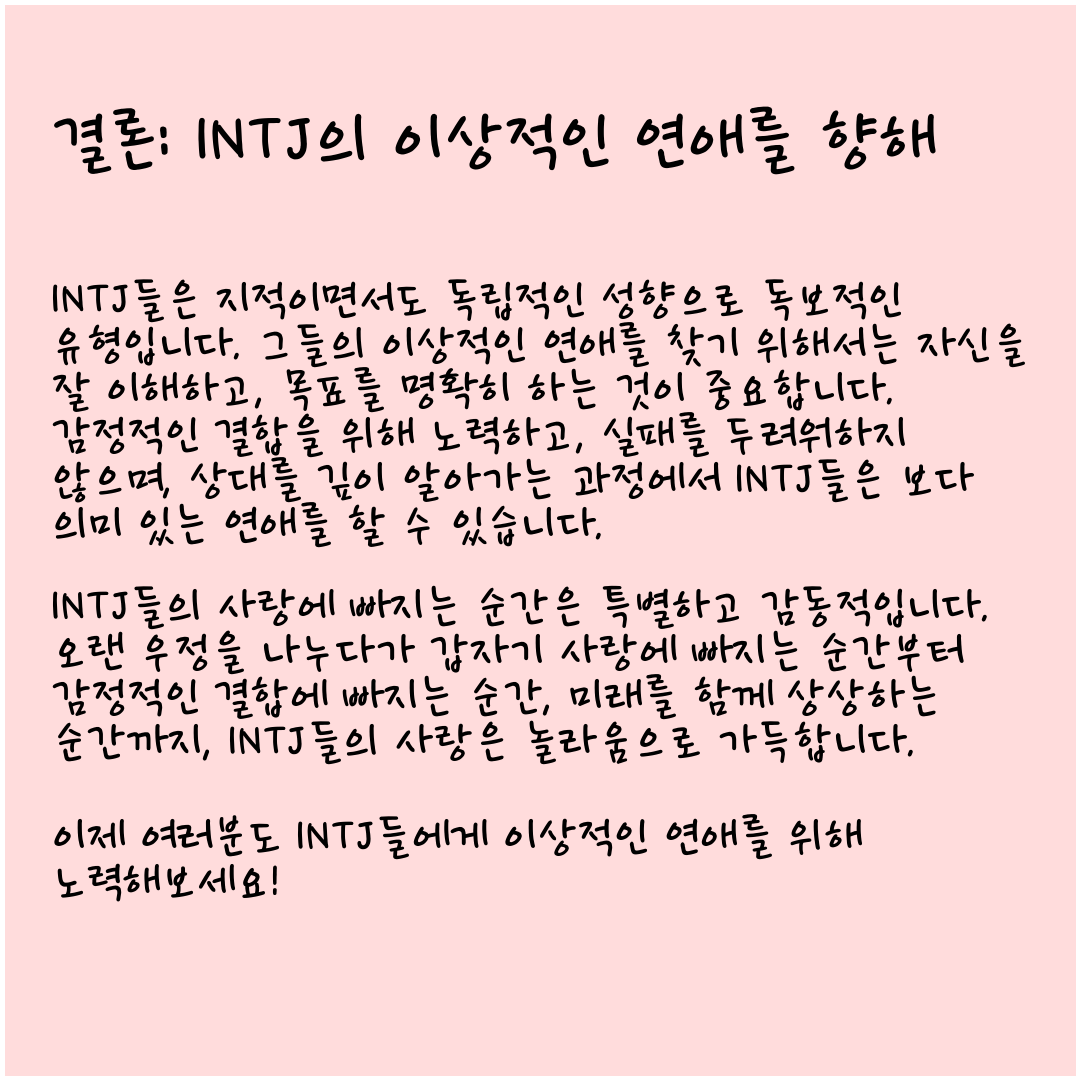 결론: INTJ의 이상적인 연애를 향해
INTJ들은 지적이면서도 독립적인 성향으로 독보적인
유형입니다. 그들의 이상적인 연애를 찾기 위해서는 자신을
잘 이해하고, 목표를 명확히 하는 것이 중요합니다.
감정적인 결합을 위해 노력하고, 실패를 두려워하지
않으며, 상대를 깊이 알아가는 과정에서 INTJ들은 보다
의미 있는 연애를 할 수 있습니다.
INTJ들의 사랑에 빠지는 순간은 특별하고 감동적입니다.
오랜 우정을 나누다가 갑자기 사랑에 빠지는 순간부터
감정적인 결합에 빠지는 순간, 미래를 함께 상상하는
순간까지, INTJ들의 사랑은 놀라움으로 가득합니다.
이제 여러분도 INTJ들에게 이상적인 연애를 위해
노력해보세요!